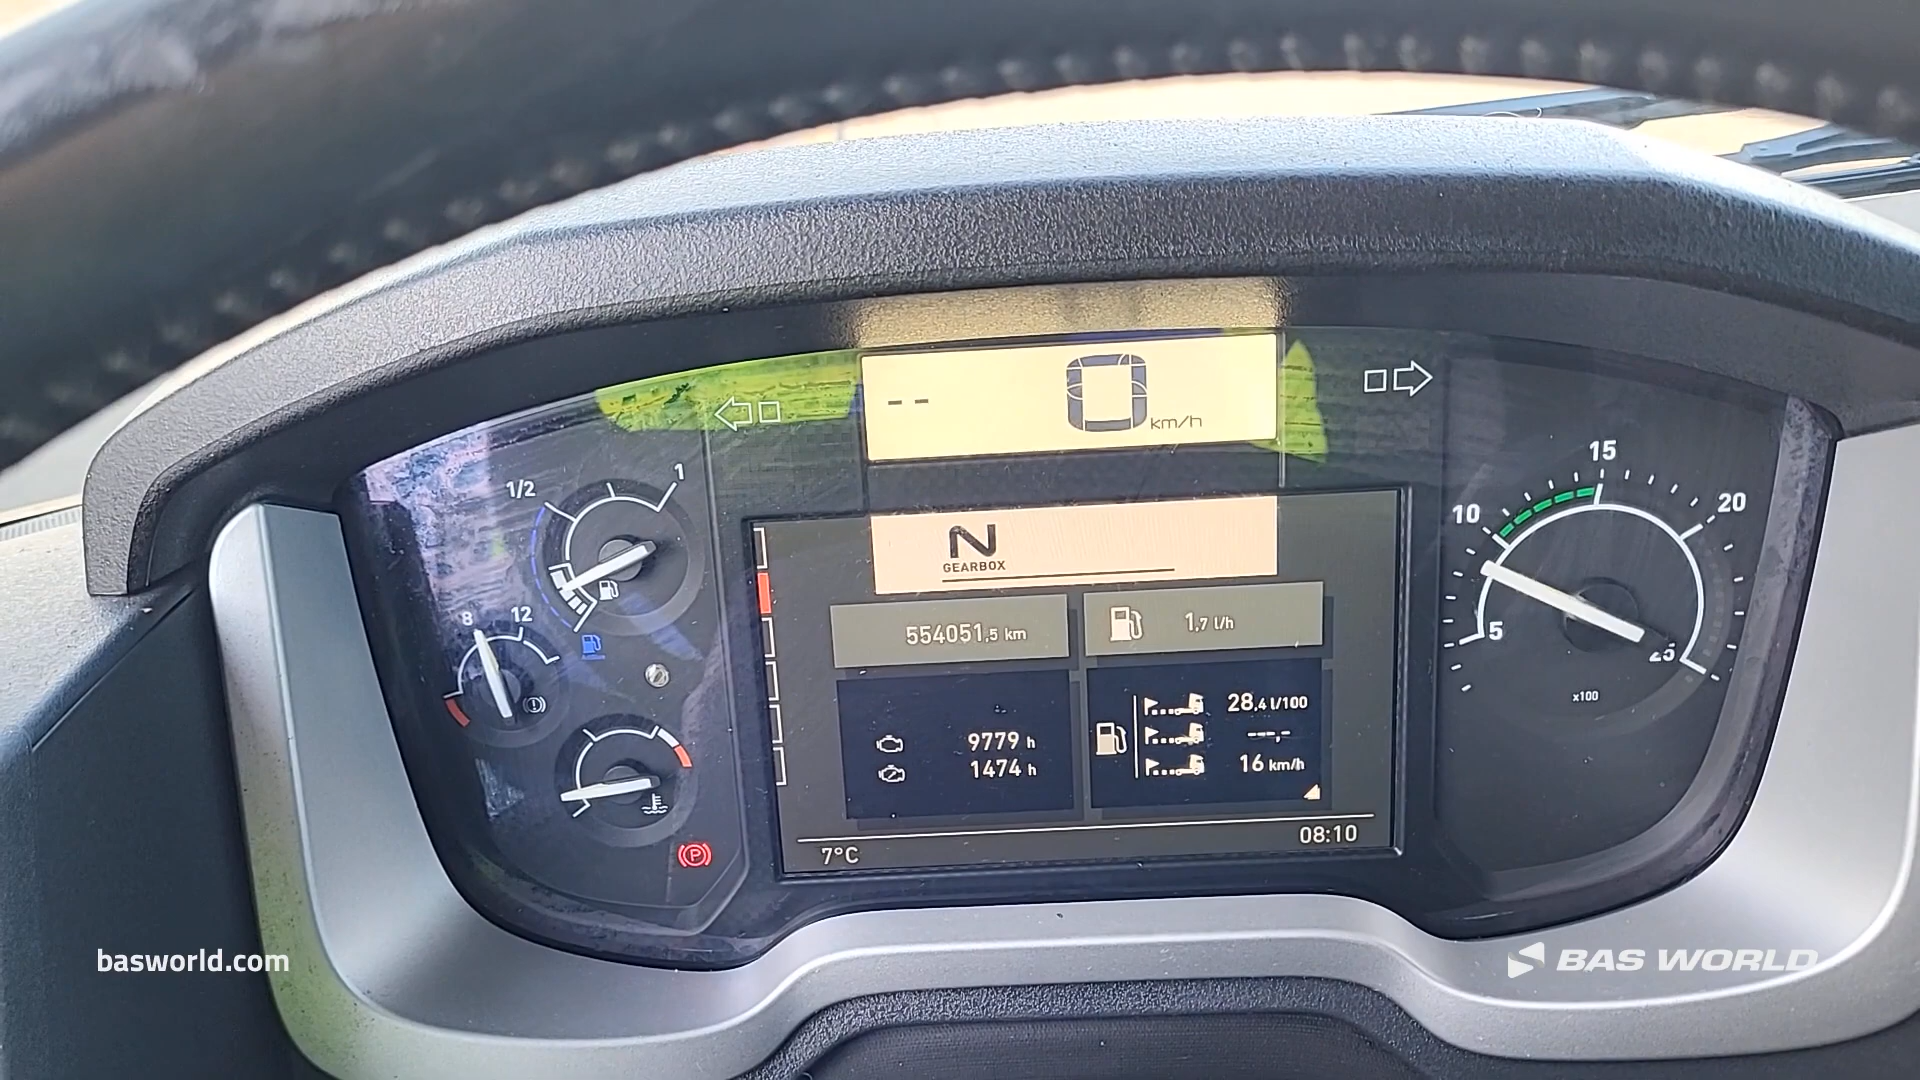 -- 0 km/h
1/2 1
8 12
N
GEARBOX
554051,5 km
1,7 l/h
9779 h
1474 h
28,4 l/100
---,-
16 km/h
7°C
08:10
P
5 10 15 20 25
x100
basworld.com
BAS WORLD